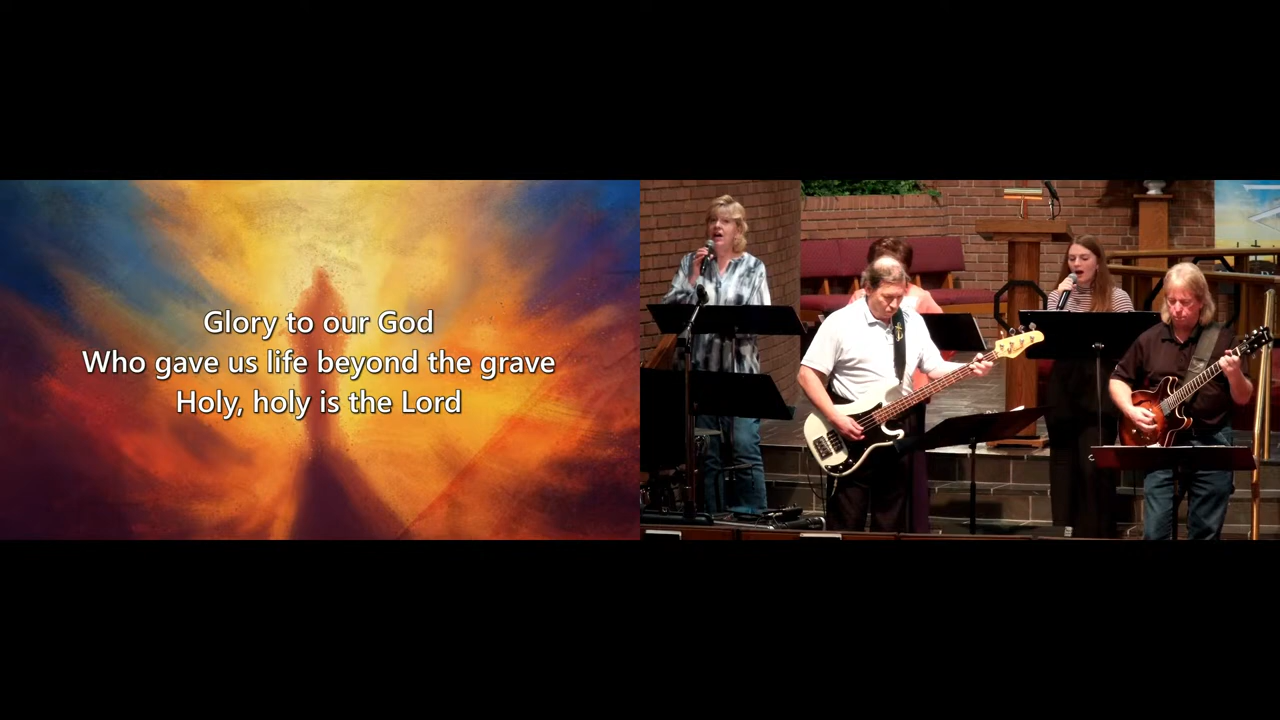 Glory to our God
Who gave us life beyond the grave
Holy, holy is the Lord